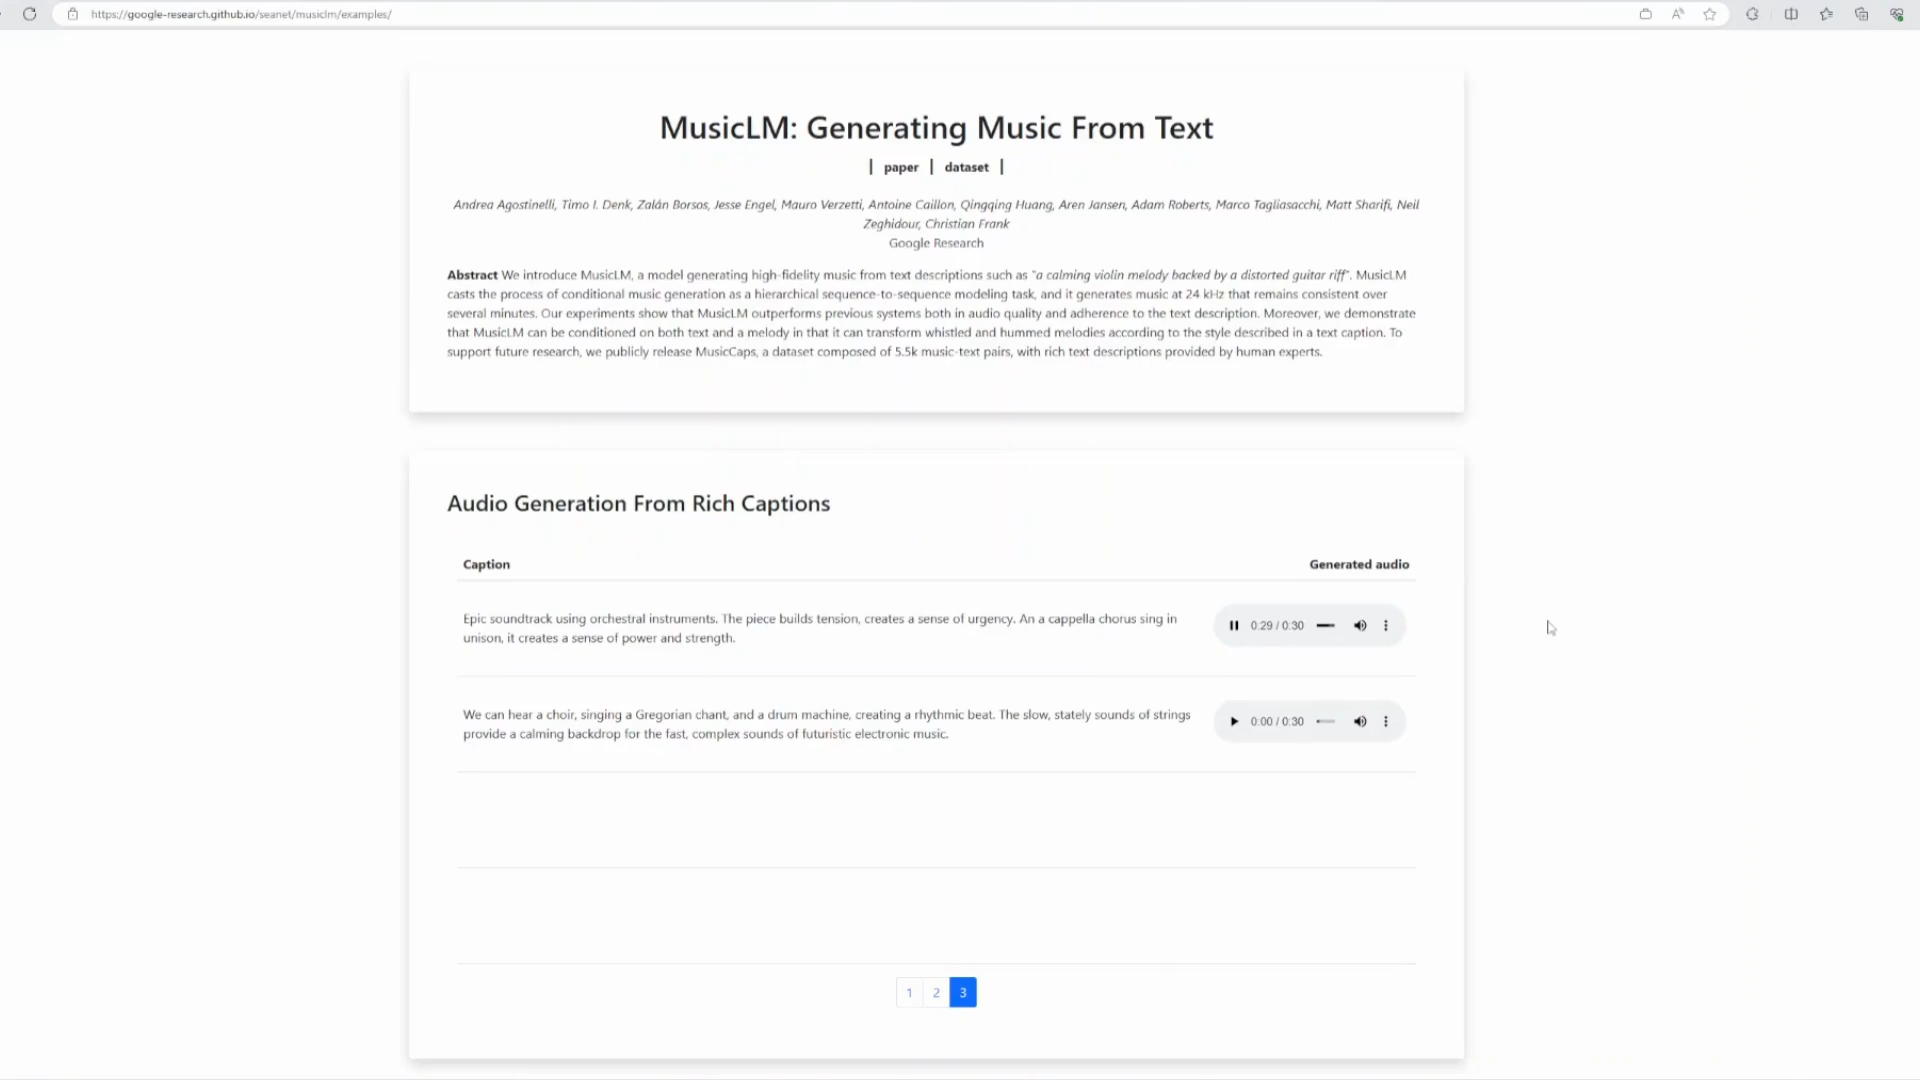 https://google-research.github.io/seanet/musiclm/examples/
MusicLM: Generating Music From Text
| paper | dataset |
Andrea Agostinelli, Timo I. Denk, Zalán Borsos, Jesse Engel, Mauro Verzetti, Antoine Caillon, Qingqing Huang, Aren Jansen, Adam Roberts, Marco Tagliasacchi, Matt Sharifi, Neil
Zeghidour, Christian Frank
Google Research
Abstract We introduce MusicLM, a model generating high-fidelity music from text descriptions such as "a calming violin melody backed by a distorted guitar riff". MusicLM
casts the process of conditional music generation as a hierarchical sequence-to-sequence modeling task, and it generates music at 24 kHz that remains consistent over
several minutes. Our experiments show that MusicLM outperforms previous systems both in audio quality and adherence to the text description. Moreover, we demonstrate
that MusicLM can be conditioned on both text and a melody in that it can transform whistled and hummed melodies according to the style described in a text caption. To
support future research, we publicly release MusicCaps, a dataset composed of 5.5k music-text pairs, with rich text descriptions provided by human experts.
Audio Generation From Rich Captions
Caption Generated audio
Epic soundtrack using orchestral instruments. The piece builds tension, creates a sense of urgency. An a cappella chorus sing in
unison, it creates a sense of power and strength.
0:29 / 0:30
We can hear a choir, singing a Gregorian chant, and a drum machine, creating a rhythmic beat. The slow, stately sounds of strings
provide a calming backdrop for the fast, complex sounds of futuristic electronic music.
0:00 / 0:30
1 2 3